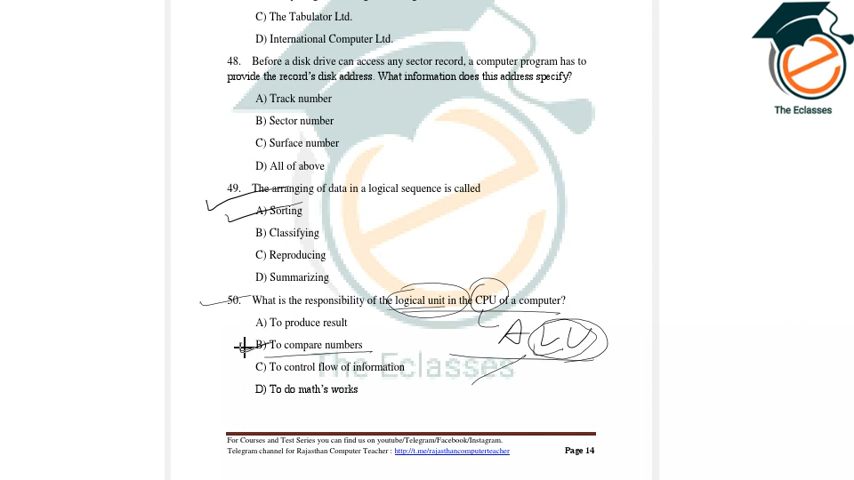 C) The Tabulator Ltd.
D) International Computer Ltd.
48. Before a disk drive can access any sector record, a computer program has to
provide the record's disk address. What information does this address specify?
A) Track number
B) Sector number
C) Surface number
D) All of above
49. The arranging of data in a logical sequence is called
A) Sorting
B) Classifying
C) Reproducing
D) Summarizing
50. What is the responsibility of the logical unit in the CPU of a computer?
A) To produce result
ALU
B) To compare numbers
The Eclasses
C) To control flow of information
D) To do math's works
For Courses and Test Series you can find us on youtube/Telegram/Facebook/Instagram.
Telegram channel for Rajasthan Computer Teacher : http://t.me/rajasthancomputerteacher Page 14
The Eclasses